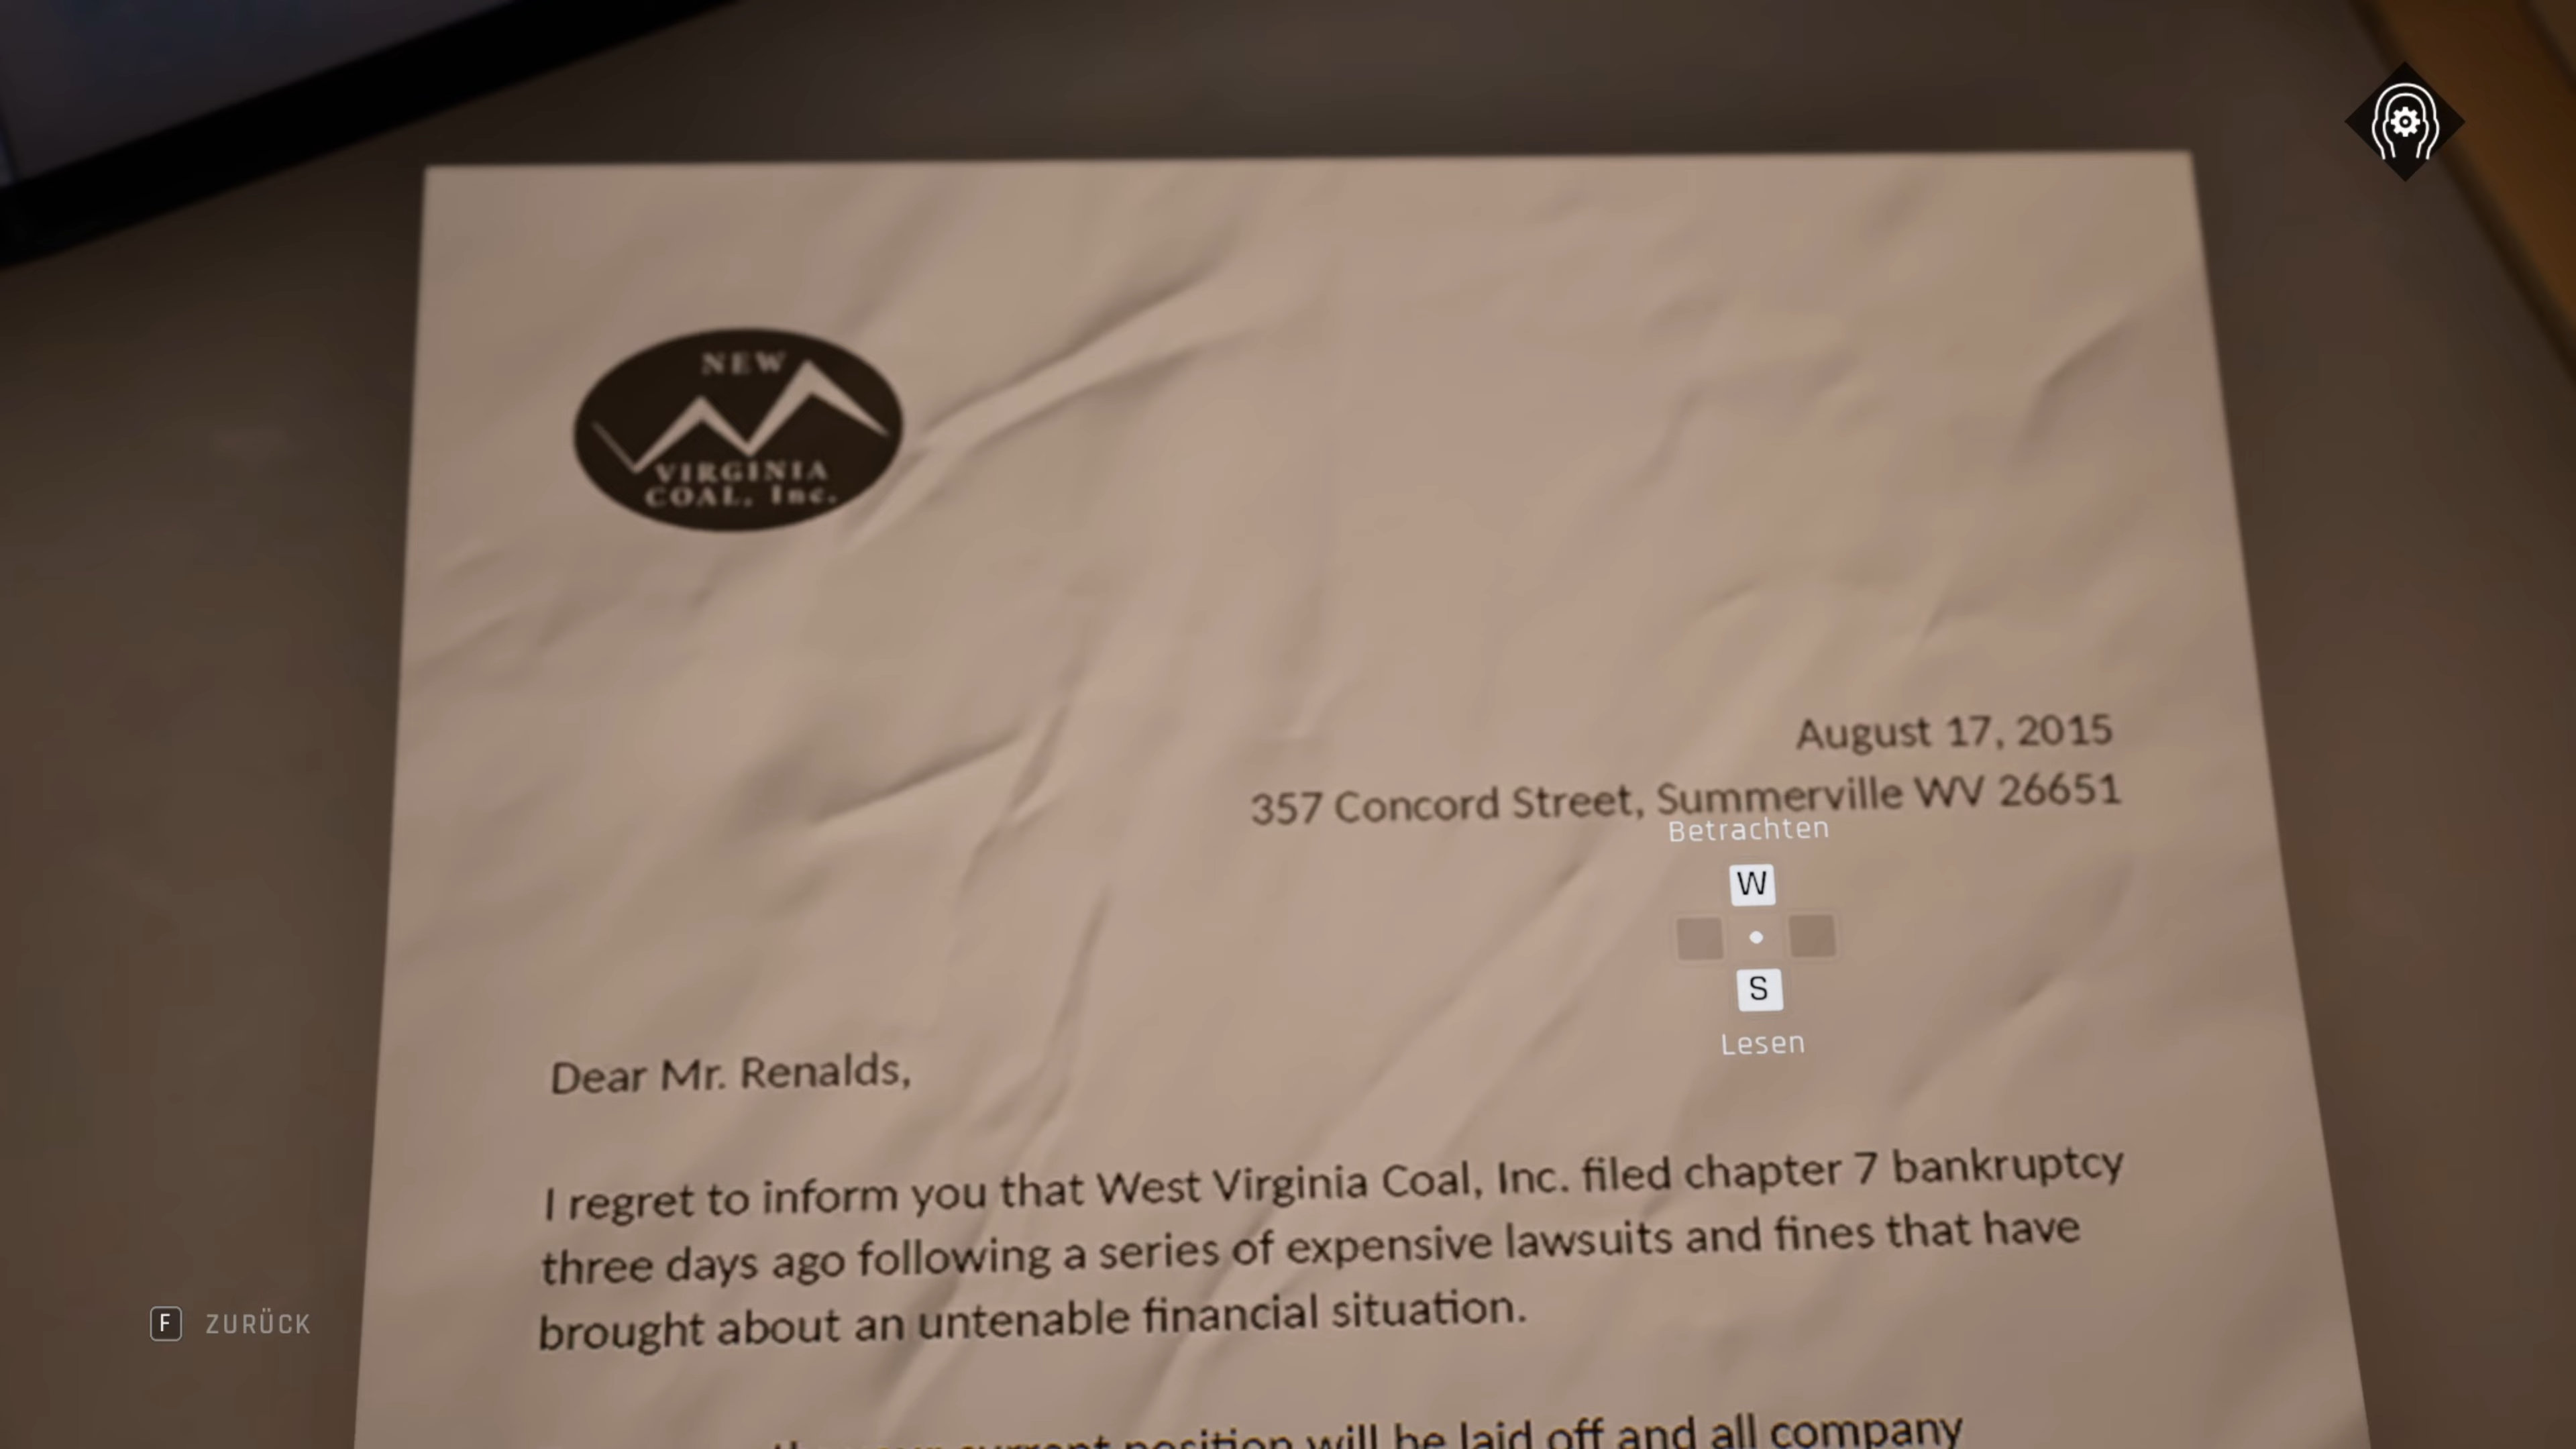 NEW
VIRGINIA
COAL, Inc.
August 17, 2015
357 Concord Street, Summerville WV 26651
Betrachten
W
S
Lesen
Dear Mr. Renalds,
I regret to inform you that West Virginia Coal, Inc. filed chapter 7 bankruptcy
three days ago following a series of expensive lawsuits and fines that have
brought about an untenable financial situation.
F ZURÜCK
current position will be laid off and all company